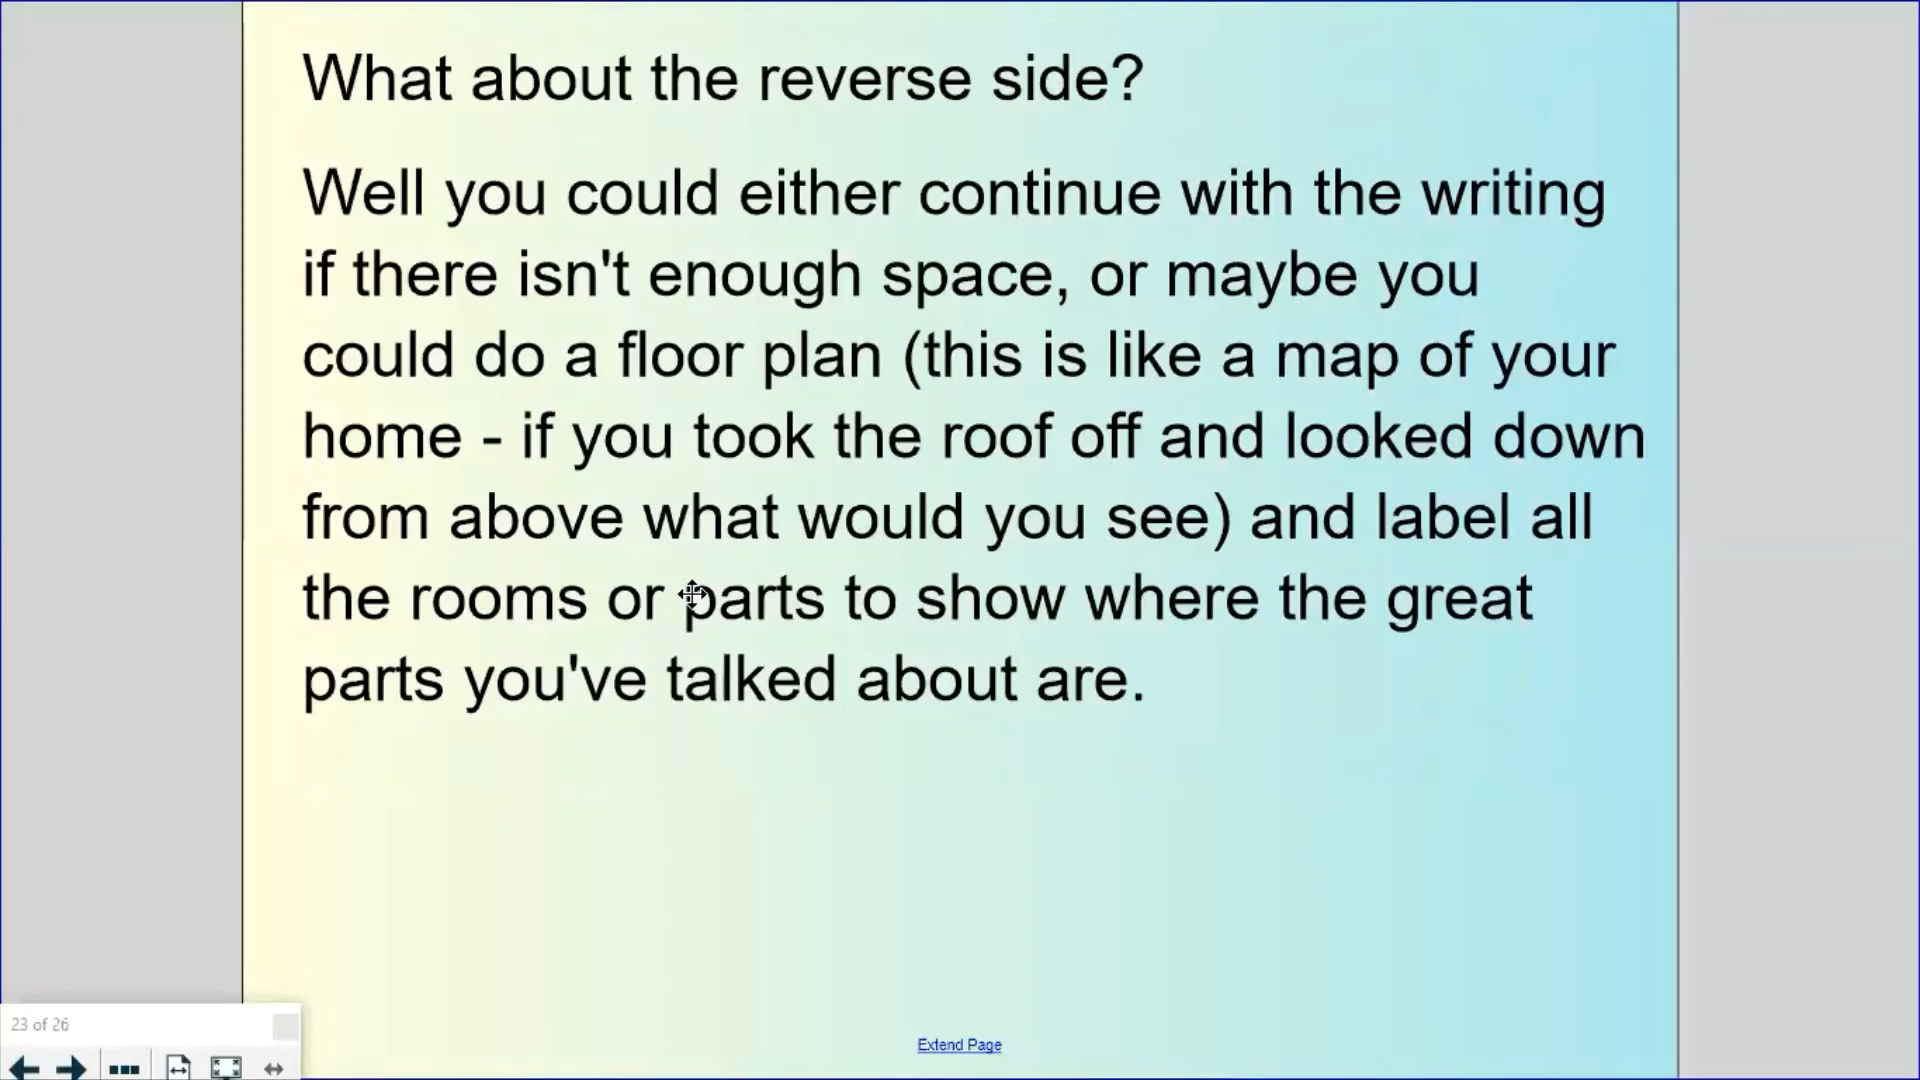 What about the reverse side?
Well you could either continue with the writing
if there isn't enough space, or maybe you
could do a floor plan (this is like a map of your
home - if you took the roof off and looked down
from above what would you see) and label all
the rooms or parts to show where the great
parts you've talked about are.
23 of 26
Extend Page